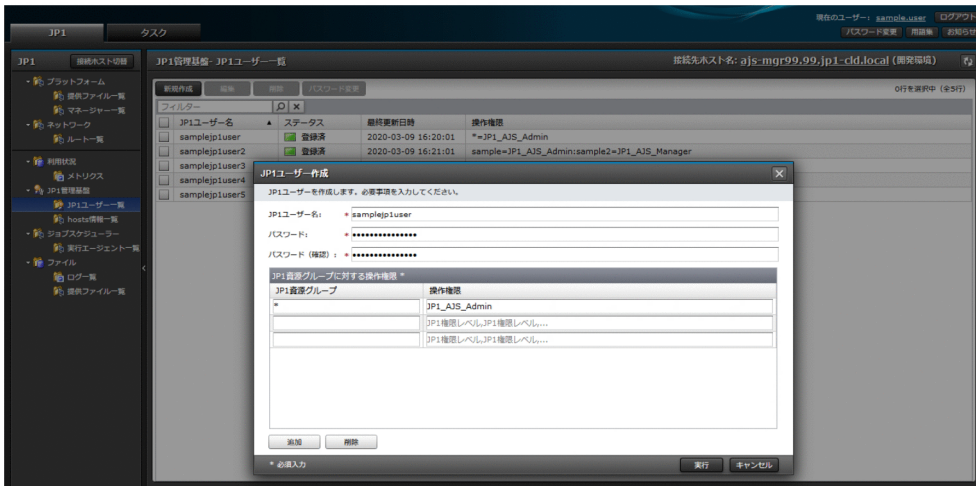 現在のユーザー: sample.user ログアウト
JP1 タスク パスワード変更 用語集 お知らせ
JP1 接続ホスト切替 JP1管理基盤- JP1ユーザー一覧 接続先ホスト名: ajs-mgr99.99.jp1-cld.local (開発環境)
プラットフォーム
提供ファイル一覧
マネージャー一覧
ネットワーク
ルート一覧
利用状況
メトリクス
JP1管理基盤
JP1ユーザー一覧
hosts情報一覧
ジョブスケジューラー
実行エージェント一覧
ファイル
ログ一覧
提供ファイル一覧
新規作成 編集 削除 パスワード変更 0行を選択中 (全5行)
フィルター
JP1ユーザー名 ▲ ステータス 最終更新日時 操作権限
samplejp1user 登録済 2020-03-09 16:20:01 *=JP1_AJS_Admin
samplejp1user2 登録済 2020-03-09 16:21:01 sample=JP1_AJS_Admin:sample2=JP1_AJS_Manager
samplejp1user3
samplejp1user4
samplejp1user5
JP1ユーザー作成
JP1ユーザーを作成します。必要事項を入力してください。
JP1ユーザー名: * samplejp1user
パスワード: * •••••••••••••••
パスワード (確認) : * •••••••••••••••
JP1資源グループに対する操作権限 *
JP1資源グループ 操作権限
* JP1_AJS_Admin
JP1権限レベル,JP1権限レベル,...
JP1権限レベル,JP1権限レベル,...
追加 削除
* 必須入力 実行 キャンセル